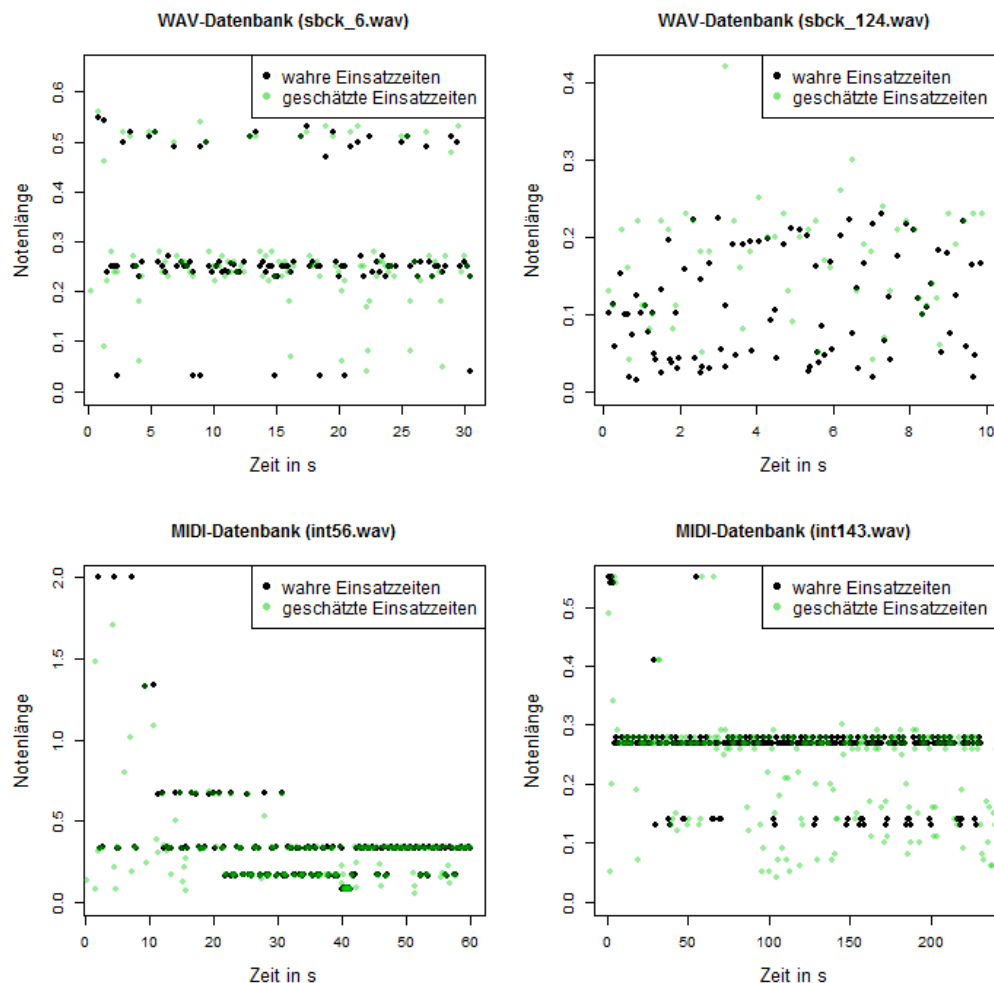 WAV-Datenbank (sbck_6.wav)
wahre Einsatzzeiten
geschätzte Einsatzzeiten
Notenlänge
0.0
0.1
0.2
0.3
0.4
0.5
0.6
0
5
10
15
20
25
30
Zeit in s
WAV-Datenbank (sbck_124.wav)
wahre Einsatzzeiten
geschätzte Einsatzzeiten
Notenlänge
0.0
0.1
0.2
0.3
0.4
0
2
4
6
8
10
Zeit in s
MIDI-Datenbank (int56.wav)
wahre Einsatzzeiten
geschätzte Einsatzzeiten
Notenlänge
0.0
0.5
1.0
1.5
2.0
0
10
20
30
40
50
60
Zeit in s
MIDI-Datenbank (int143.wav)
wahre Einsatzzeiten
geschätzte Einsatzzeiten
Notenlänge
0.0
0.1
0.2
0.3
0.4
0.5
0
50
100
150
200
Zeit in s